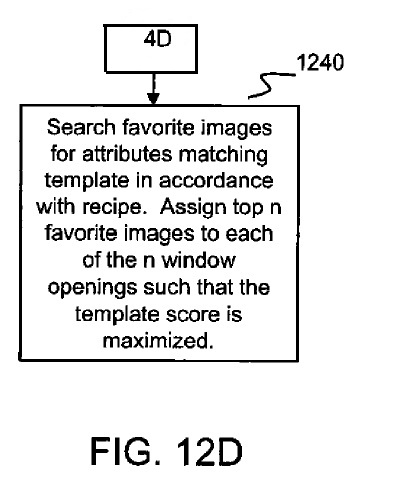 4D
1240
Search favorite images
for attributes matching
template in accordance
with recipe. Assign top n
favorite images to each
of the n window
openings such that the
template score is
maximized.
FIG. 12D